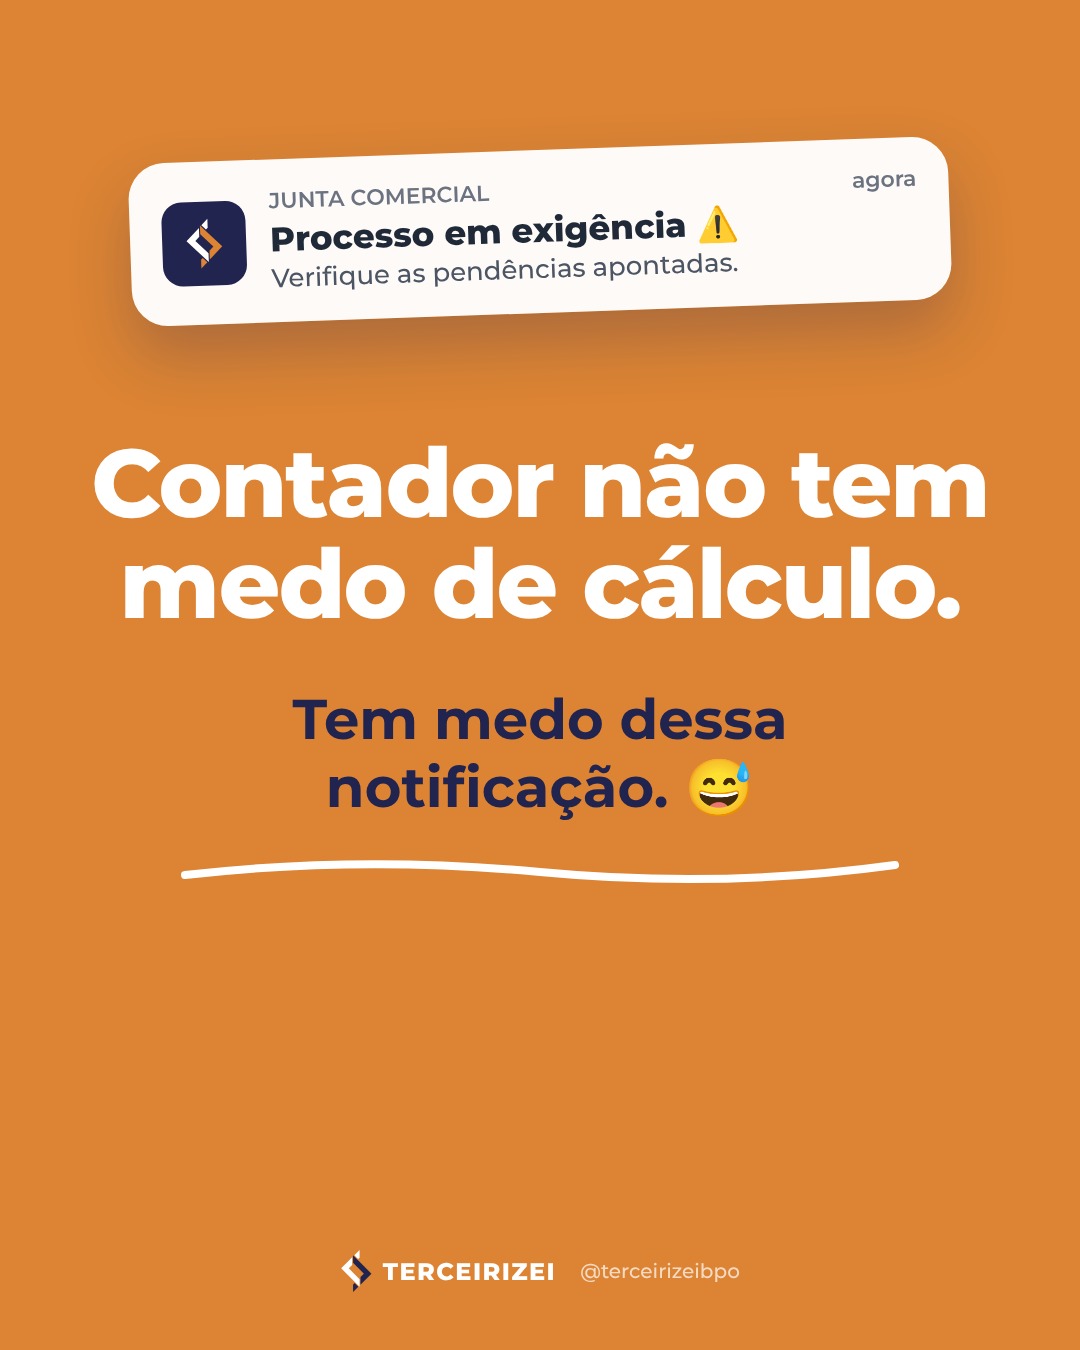 JUNTA COMERCIAL
agora
Processo em exigência ⚠️
Verifique as pendências apontadas.
Contador não tem
medo de cálculo.
Tem medo dessa
notificação. 😅
TERCEIRIZEI @terceirizeibpo